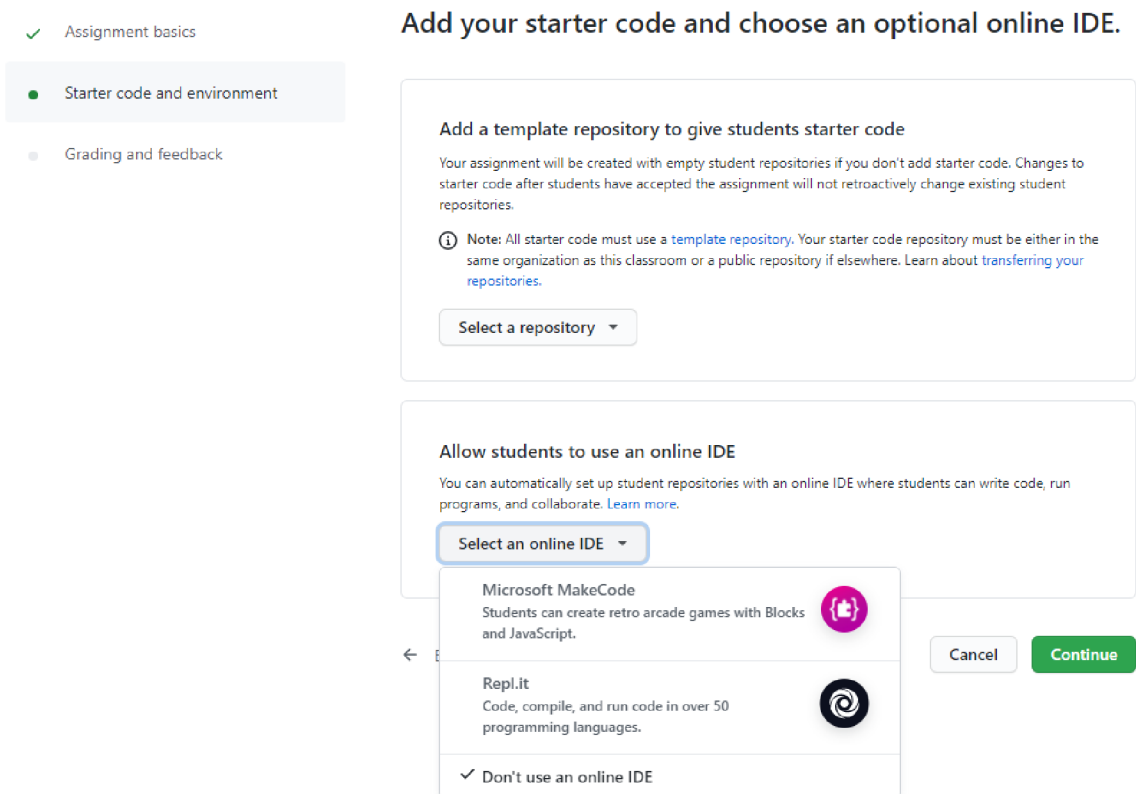 Assignment basics
Starter code and environment
Grading and feedback
Add your starter code and choose an optional online IDE.
Add a template repository to give students starter code
Your assignment will be created with empty student repositories if you don't add starter code. Changes to
starter code after students have accepted the assignment will not retroactively change existing student
repositories.
Note: All starter code must use a template repository. Your starter code repository must be either in the
same organization as this classroom or a public repository if elsewhere. Learn about transferring your
repositories.
Select a repository
Allow students to use an online IDE
You can automatically set up student repositories with an online IDE where students can write code, run
programs, and collaborate. Learn more.
Select an online IDE
Microsoft MakeCode
Students can create retro arcade games with Blocks
and JavaScript.
Repl.it
Code, compile, and run code in over 50
programming languages.
Don't use an online IDE
Cancel
Continue